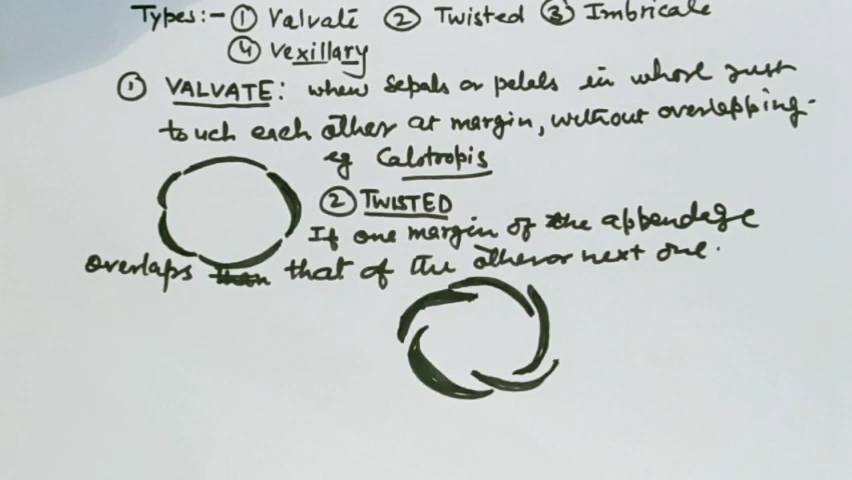 Types:- ① Valvate ② Twisted ③ Imbricate
④ Vexillary
① VALVATE: when sepals or petals in whorl just
touch each other at margin, without overlapping.
eg Calotropis
② TWISTED
If one margin of the appendage
overlaps than that of the other or next one.